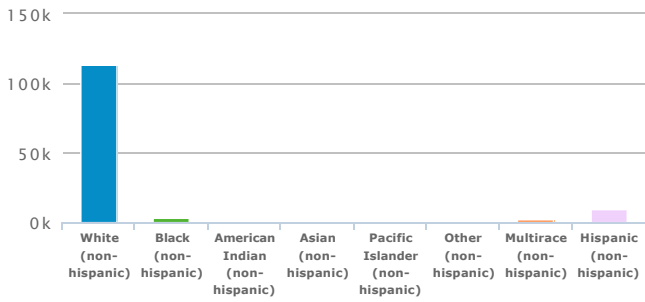 150k
100k
50k
0k
White
(non-
hispanic)
Black
(non-
hispanic)
American
Indian
(non-
hispanic)
Asian
(non-
hispanic)
Pacific
Islander
(non-
hispanic)
Other
(non-
hispanic)
Multirace
(non-
hispanic)
Hispanic
(non-
hispanic)